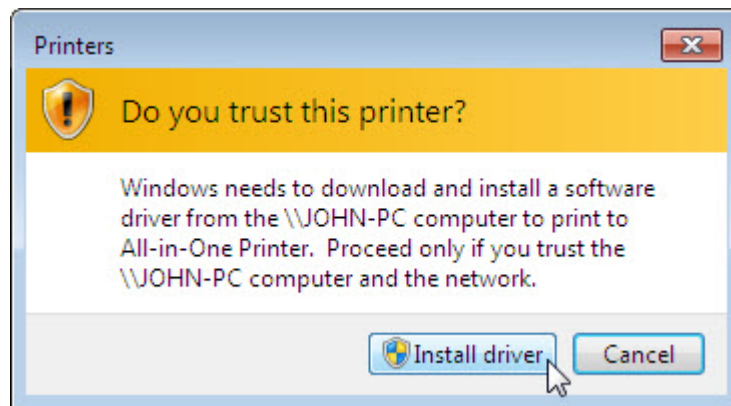 Printers
Do you trust this printer?
Windows needs to download and install a software
driver from the \\JOHN-PC computer to print to
All-in-One Printer.  Proceed only if you trust the
\\JOHN-PC computer and the network.
Install driver
Cancel